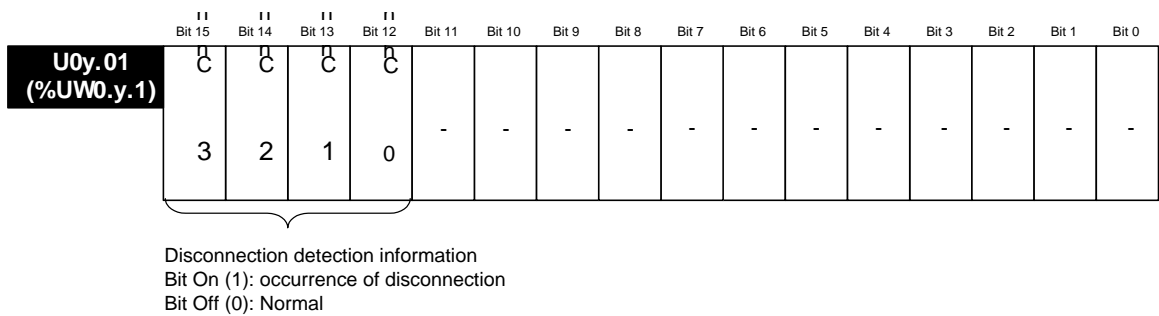 Bit 15 Bit 14 Bit 13 Bit 12 Bit 11 Bit 10 Bit 9 Bit 8 Bit 7 Bit 6 Bit 5 Bit 4 Bit 3 Bit 2 Bit 1 Bit 0
U0y.01
(%UW0.y.1)
C C C C
- - - - - - - - - - - -
3 2 1 0
Disconnection detection information
Bit On (1): occurrence of disconnection
Bit Off (0): Normal